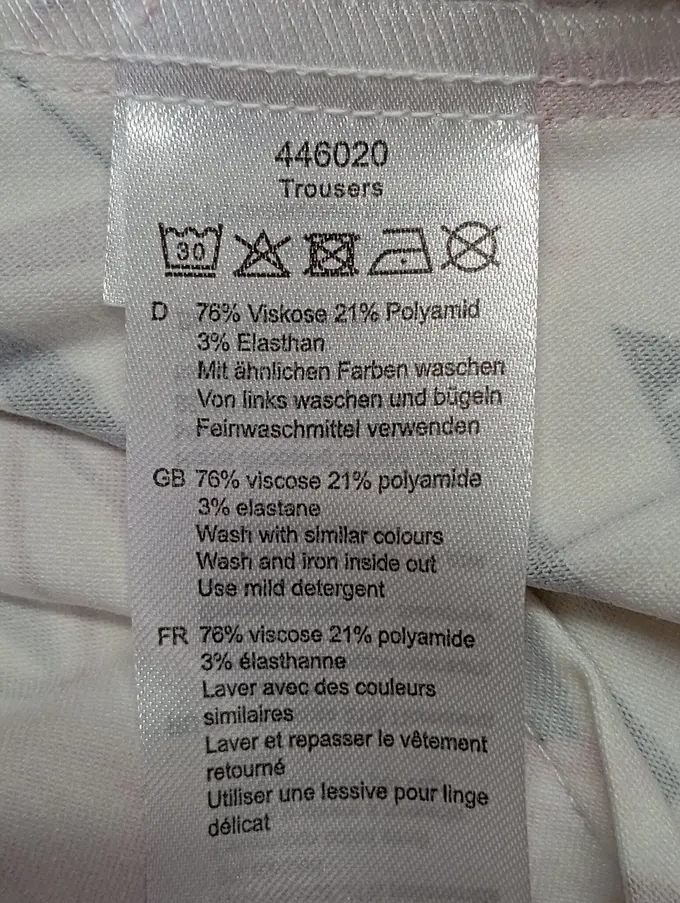 446020
Trousers
30
D 76% Viskose 21% Polyamid
3% Elasthan
Mit ähnlichen Farben waschen
Von links waschen und bügeln
Feinwaschmittel verwenden
GB 76% viscose 21% polyamide
3% elastane
Wash with similar colours
Wash and iron inside out
Use mild detergent
FR 76% viscose 21% polyamide
3% élasthanne
Laver avec des couleurs
similaires
Laver et repasser le vêtement
retourné
Utiliser une lessive pour linge
délicat